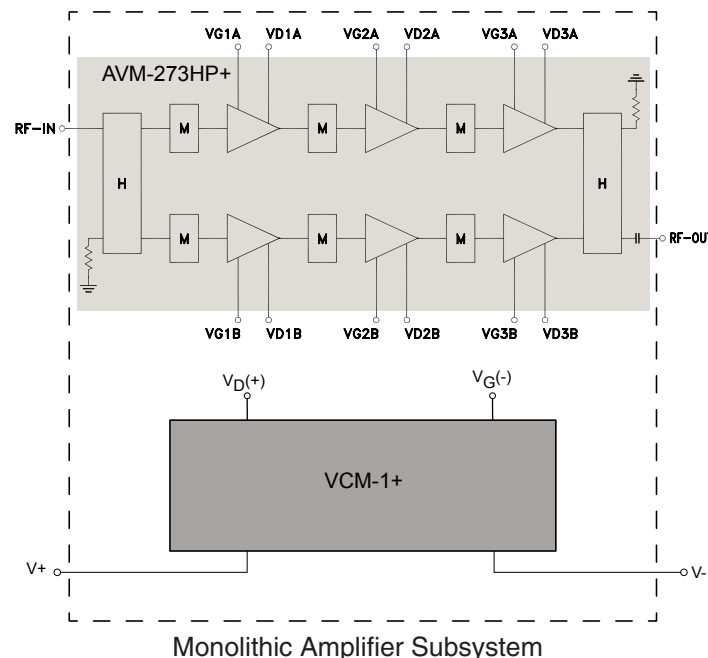 VG1A VD1A VG2A VD2A VG3A VD3A
AVM-273HP+
RF-IN
M M M
H H
M M M
RF-OUT
VG1B VD1B VG2B VD2B VG3B VD3B
VD(+) VG(-)
VCM-1+
V+ V-
Monolithic Amplifier Subsystem